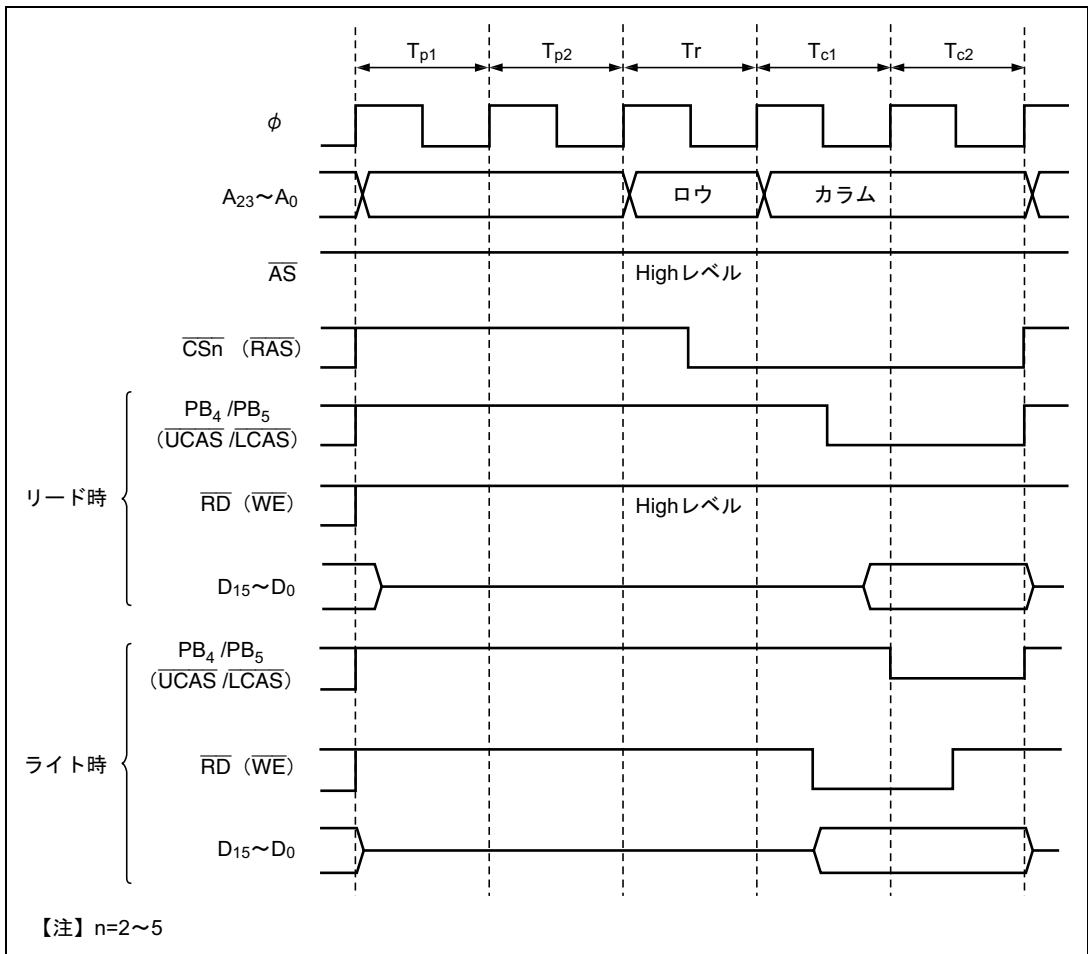 Tp1 Tp2 Tr Tc1 Tc2
φ
A23～A0 ロウ カラム
AS Highレベル
CSn （RAS）
リード時
PB4 /PB5
（UCAS /LCAS）
RD （WE） Highレベル
D15～D0
ライト時
PB4 /PB5
（UCAS /LCAS）
RD （WE）
D15～D0
【注】n=2～5